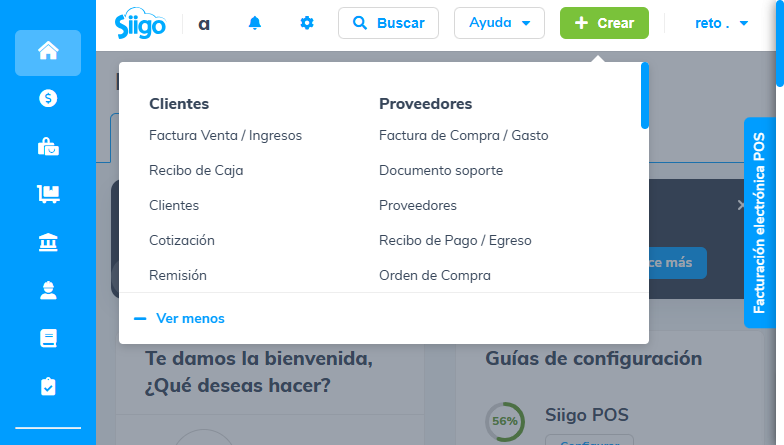 Siigo
a
Buscar
Ayuda
Crear
reto .
Clientes
Factura Venta / Ingresos
Recibo de Caja
Clientes
Cotización
Remisión
Proveedores
Factura de Compra / Gasto
Documento soporte
Proveedores
Recibo de Pago / Egreso
Orden de Compra
Ver menos
ce más
Facturación electrónica POS
Te damos la bienvenida,
¿Qué deseas hacer?
Guías de configuración
56%
Siigo POS
Configurar